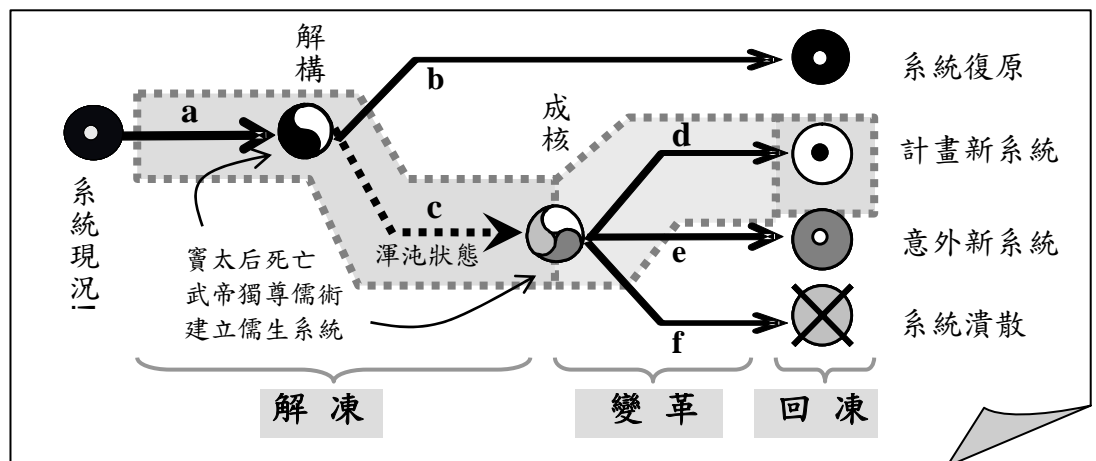 解構
b
系統復原
成核
a
d
計畫新系統
系統現況!
c
渾沌狀態
e
意外新系統
竇太后死亡
武帝獨尊儒術
建立儒生系統
f
系統潰散
解凍
變革
回凍